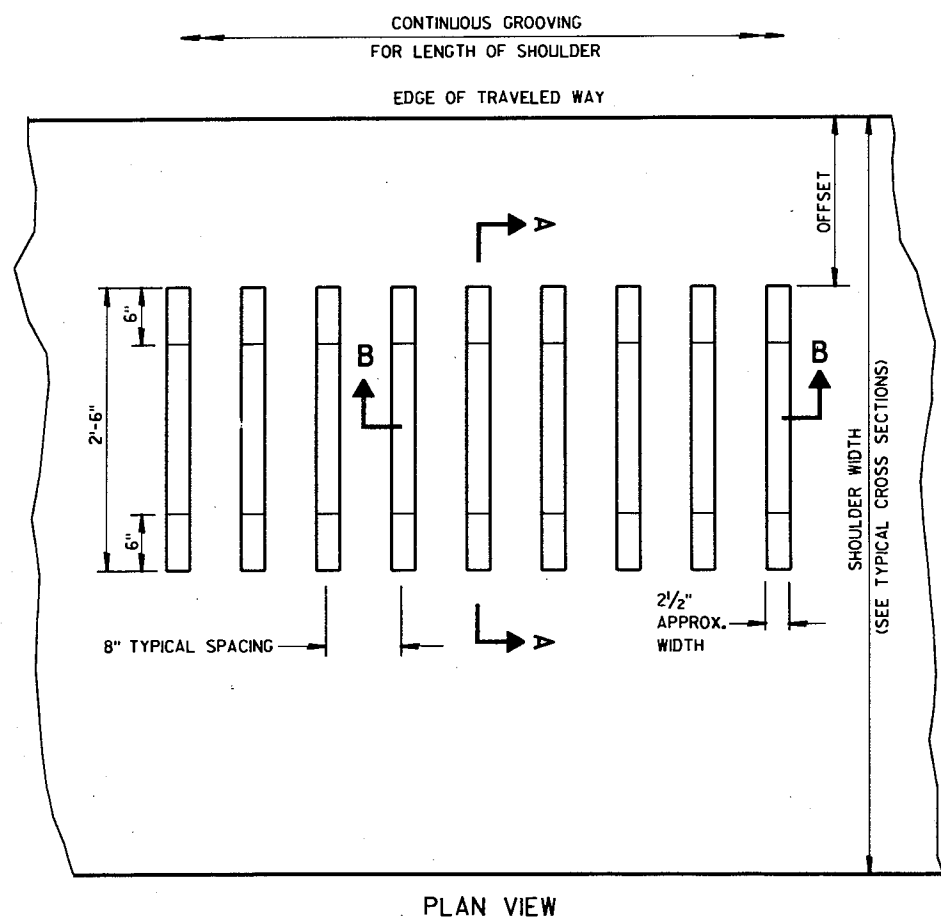 CONTINUOUS GROOVING
FOR LENGTH OF SHOULDER
EDGE OF TRAVELED WAY
OFFSET
A
6"
B
B
2'-6"
SHOULDER WIDTH
(SEE TYPICAL CROSS SECTIONS)
6"
8" TYPICAL SPACING
A
2½"
APPROX.
WIDTH
PLAN VIEW